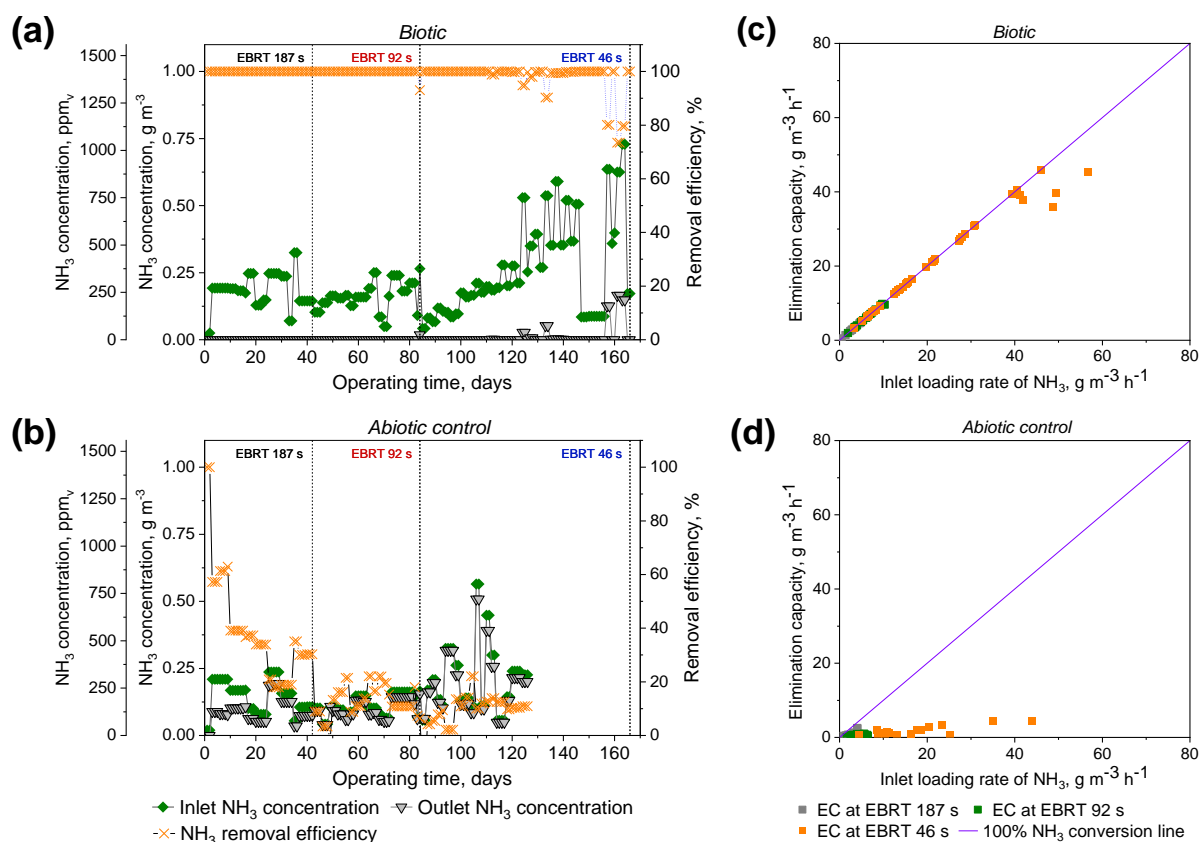 (a)
Biotic
EBRT 187 s
EBRT 92 s
EBRT 46 s
NH3 concentration, ppmv
1500
1250
1000
750
500
250
0
NH3 concentration, g m-3
1.00
0.75
0.50
0.25
0.00
Removal efficiency, %
100
80
60
40
20
0
0 20 40 60 80 100 120 140 160
Operating time, days
(c)
Biotic
Elimination capacity, g m-3 h-1
80
60
40
20
0
0 20 40 60 80
Inlet loading rate of NH3, g m-3 h-1
(b)
Abiotic control
EBRT 187 s
EBRT 92 s
EBRT 46 s
NH3 concentration, ppmv
1500
1250
1000
750
500
250
0
NH3 concentration, g m-3
1.00
0.75
0.50
0.25
0.00
Removal efficiency, %
100
80
60
40
20
0
0 20 40 60 80 100 120 140 160
Operating time, days
Inlet NH3 concentration
Outlet NH3 concentration
NH3 removal efficiency
(d)
Abiotic control
Elimination capacity, g m-3 h-1
80
60
40
20
0
0 20 40 60 80
Inlet loading rate of NH3, g m-3 h-1
EC at EBRT 187 s
EC at EBRT 92 s
EC at EBRT 46 s
100% NH3 conversion line